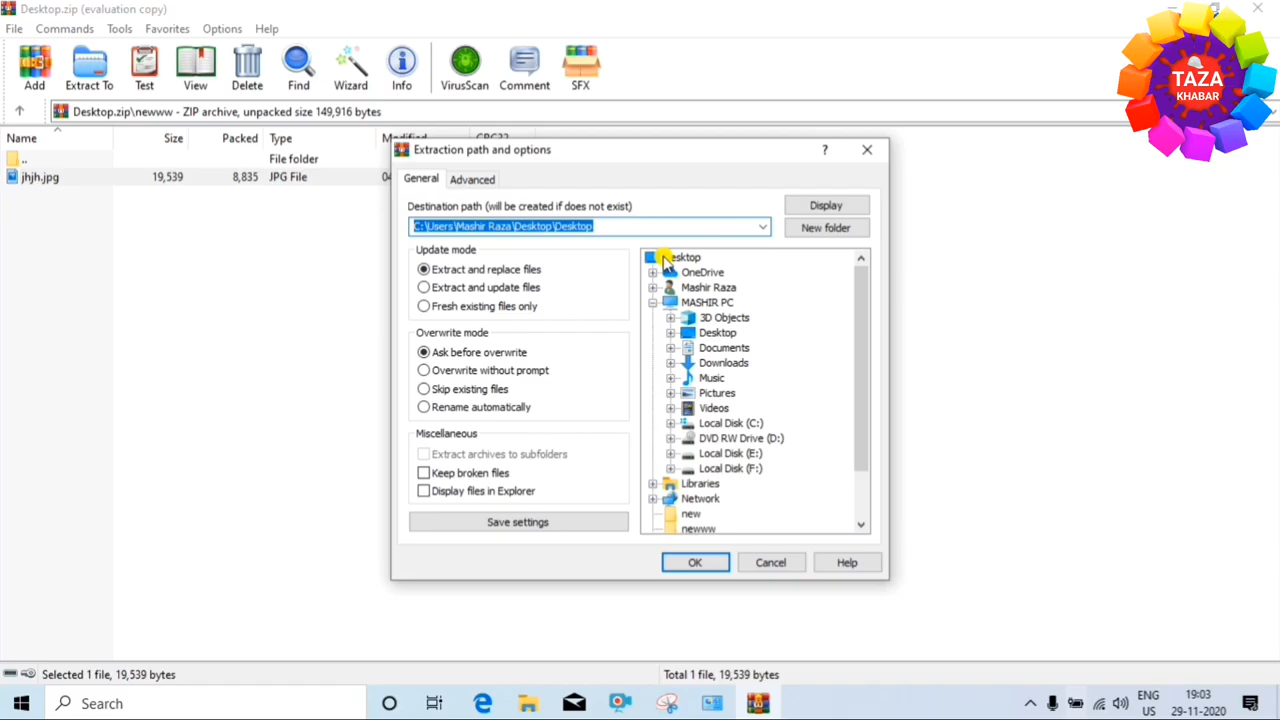 Desktop.zip (evaluation copy)
File Commands Tools Favorites Options Help
Add Extract To Test View Delete Find Wizard Info VirusScan Comment SFX
TAZA
KHABAR
Desktop.zip\newww - ZIP archive, unpacked size 149,916 bytes
Name Size Packed Type Modified CRC32
.. File folder
jhjh.jpg 19,539 8,835 JPG File 04
Extraction path and options ?
General Advanced
Destination path (will be created if does not exist) Display
C:\Users\Mashir Raza\Desktop\Desktop New folder
Update mode
Extract and replace files
Extract and update files
Fresh existing files only
Overwrite mode
Ask before overwrite
Overwrite without prompt
Skip existing files
Rename automatically
Miscellaneous
Extract archives to subfolders
Keep broken files
Display files in Explorer
Save settings
Desktop
OneDrive
Mashir Raza
MASHIR PC
3D Objects
Desktop
Documents
Downloads
Music
Pictures
Videos
Local Disk (C:)
DVD RW Drive (D:)
Local Disk (E:)
Local Disk (F:)
Libraries
Network
new
newww
OK Cancel Help
Selected 1 file, 19,539 bytes Total 1 file, 19,539 bytes
Search
ENG
US
19:03
29-11-2020